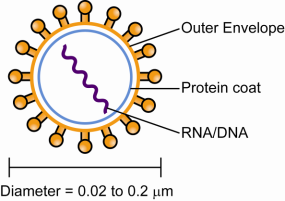 Outer Envelope
Protein coat
RNA/DNA
Diameter = 0.02 to 0.2 μm